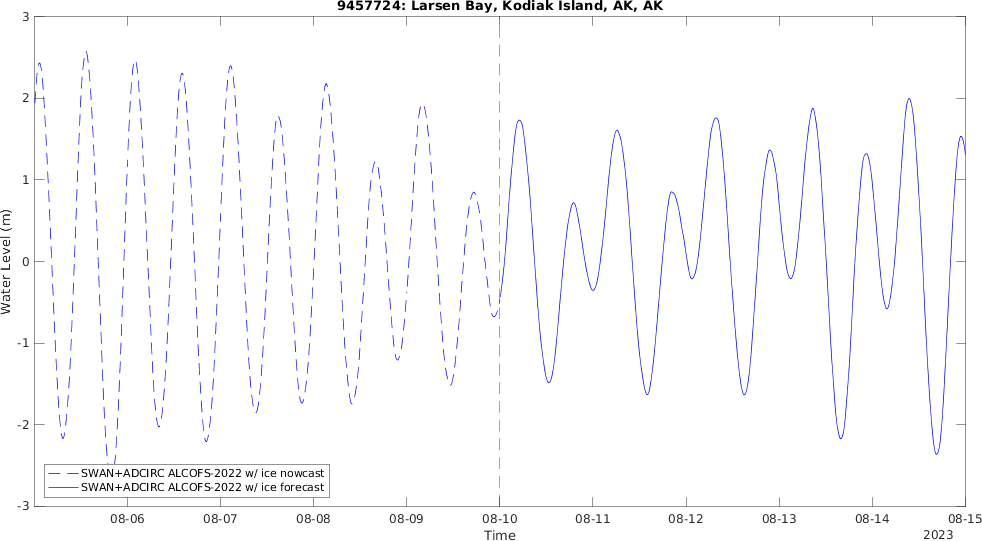 9457724: Larsen Bay, Kodiak Island, AK, AK
3
2
1
0
-1
-2
-3
Water Level (m)
SWAN+ADCIRC ALCOFS-2022 w/ ice nowcast
SWAN+ADCIRC ALCOFS-2022 w/ ice forecast
08-06 08-07 08-08 08-09 08-10 08-11 08-12 08-13 08-14 08-15
Time
2023